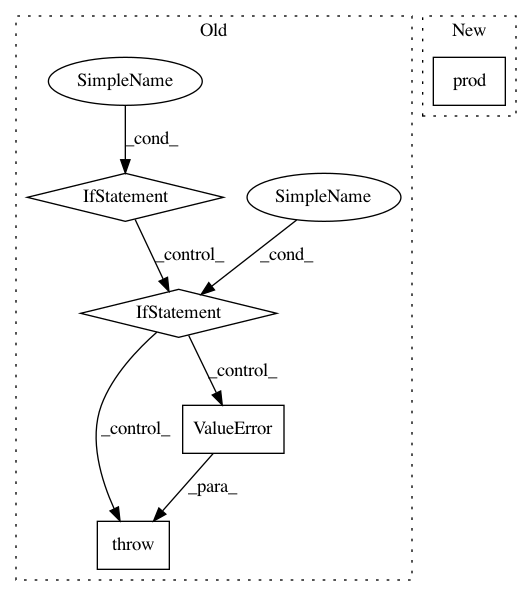 Old
New
SimpleName
prod
_cond_
IfStatement
SimpleName
_control_
_cond_
IfStatement
_control_
_control_
ValueError
_para_
throw